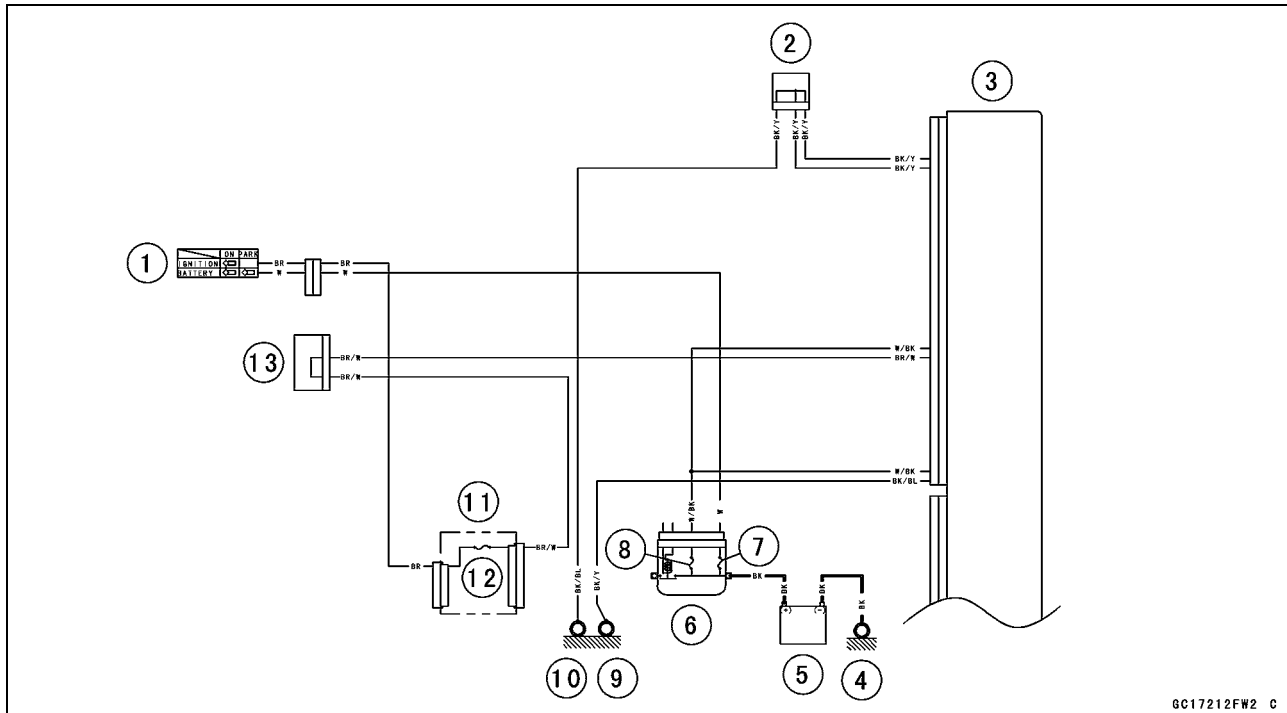 2
3
BK/Y
BK/Y
BK/Y
BK/Y
BK/Y
1
ON PARK
IGNITION
BATTERY
BR
W
BR
W
13
BR/W
BR/W
W/BK
BR/W
W/BK
BK/BL
11
12
BR
BR/W
BK/BL
BK/Y
W/BK
W
8
7
6
BK
BK
(+)
(-)
BK
BK
10
9
5
4
GC17212FW2 C